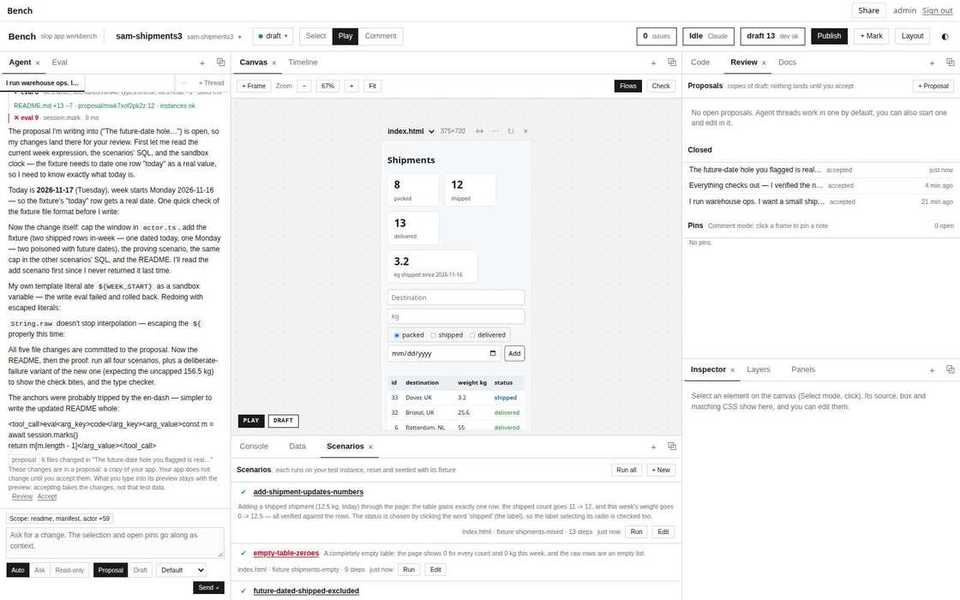 Bench
Share admin Sign out
Bench slop app workbench sam-shipments3 sam-shipments3 draft Select Play Comment 0 issues Idle Claude draft 13 dev ok Publish + Mark Layout
Agent × Eval +
I run warehouse ops. I... ... + Thread
README.md +13 −7 · proposal/mwk7xof2pkzr12 · instances ok
✕ eval 9 · session.mark · 9 mo
The proposal I'm writing into ("The future-date hole...") is open, so
my changes land there for your review. First let me read the
current week expression, the scenarios' SQL, and the sandbox
clock — the fixture needs to date one row "today" as a real value,
so I need to know exactly what today is.
Today is 2026-11-17 (Tuesday), week starts Monday 2026-11-16
— so the fixture's "today" row gets a real date. One quick check of
the fixture file format before I write:
Now the change itself: cap the window in actor.ts, add the
fixture (two shipped rows in-week — one dated today, one Monday
— two poisoned with future dates), the proving scenario, the same
cap in the other scenarios' SQL, and the README. I'll read the
add scenario first since I never returned it last time.
My own template literal ate ${WEEK_START} as a sandbox
variable — the write eval failed and rolled back. Redoing with
escaped literals:
String.raw doesn't stop interpolation — escaping the ${
properly this time:
All five file changes are committed to the proposal. Now the
README, then the proof: run all four scenarios, plus a deliberate-
failure variant of the new one (expecting the uncapped 156.5 kg)
to show the check bites, and the type checker.
The anchors were probably tripped by the en-dash — simpler to
write the updated README whole:
<tool_call>eval<arg_key>code</arg_key><arg_value>const m =
await session.marks()
return m[m.length - 1]</arg_value></tool_call>
proposal · 6 files changed in "The future-date hole you flagged is real..."
These changes are in a proposal: a copy of your app. Your app does not
change until you accept them. What you type into its preview stays with the
preview; accepting takes the changes, not that test data.
Review Accept
Scope: readme, manifest, actor +59
Ask for a change. The selection and open pins go along as
context.
Auto Ask Read-only Proposal Draft Default
Send
Canvas × Timeline +
+ Frame Zoom − 67% + Fit Flows Check
index.html 375×720 ×
Shipments
8 packed
12 shipped
13 delivered
3.2
kg shipped since 2026-11-16
Destination
kg
packed shipped delivered
mm/dd/yyyy Add
id destination weight kg status
33 Dover, UK 3.2 shipped
32 Bristol, UK 25.6 delivered
6 Rotterdam, NL 55 delivered
PLAY DRAFT
Console Data Scenarios × +
Scenarios each runs on your test instance, reset and seeded with its fixture Run all + New
✓ add-shipment-updates-numbers
Adding a shipped shipment (12.5 kg, today) through the page: the table gains exactly one row, the shipped count goes 11 -> 12, and this week's weight goes
0 -> 12.5 — all verified against the rows. The status is chosen by clicking the word 'shipped' (the label), so the label selecting its radio is checked too.
index.html · fixture shipments-mixed · 13 steps just now Run Edit
✓ empty-table-zeroes A completely empty table: the page shows 0 for every count and 0 kg this week, and the raw rows are an empty list.
index.html · fixture shipments-empty · 9 steps just now Run Edit
✓ future-dated-shipped-excluded
Code Review × Docs +
Proposals copies of draft; nothing lands until you accept + Proposal
No open proposals. Agent threads work in one by default; you can also start one
and edit in it.
Closed
The future-date hole you flagged is real... accepted just now
Everything checks out — I verified the n... accepted 4 min ago
I run warehouse ops. I want a small ship... accepted 21 min ago
Pins Comment mode: click a frame to pin a note 0 open
No pins.
Inspector × Layers Panels +
Select an element on the canvas (Select mode, click). Its source, box and
matching CSS show here, and you can edit them.